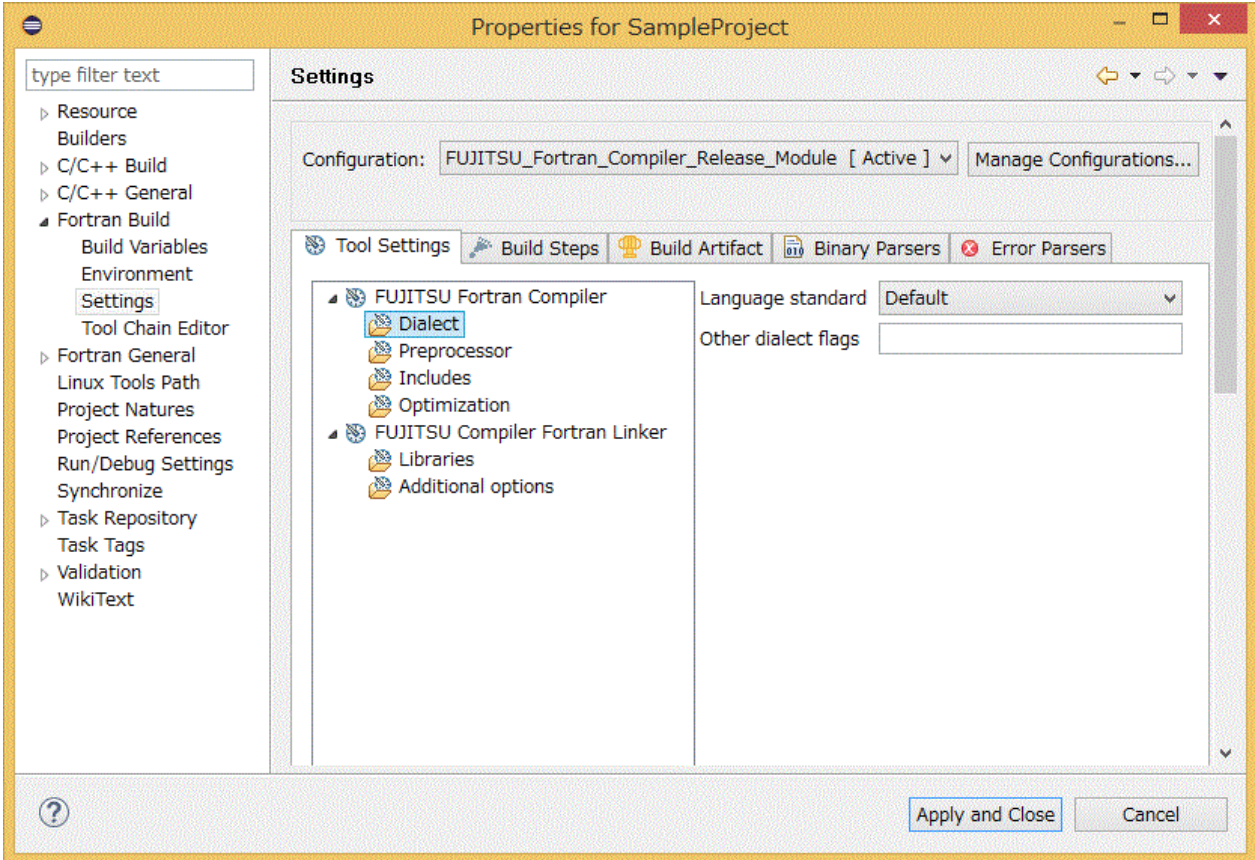 Properties for SampleProject
type filter text
Resource
Builders
C/C++ Build
C/C++ General
Fortran Build
Build Variables
Environment
Settings
Tool Chain Editor
Fortran General
Linux Tools Path
Project Natures
Project References
Run/Debug Settings
Synchronize
Task Repository
Task Tags
Validation
WikiText
Settings
Configuration: FUJITSU_Fortran_Compiler_Release_Module [ Active ] Manage Configurations...
Tool Settings Build Steps Build Artifact Binary Parsers Error Parsers
FUJITSU Fortran Compiler
Dialect
Preprocessor
Includes
Optimization
FUJITSU Compiler Fortran Linker
Libraries
Additional options
Language standard Default
Other dialect flags
Apply and Close Cancel